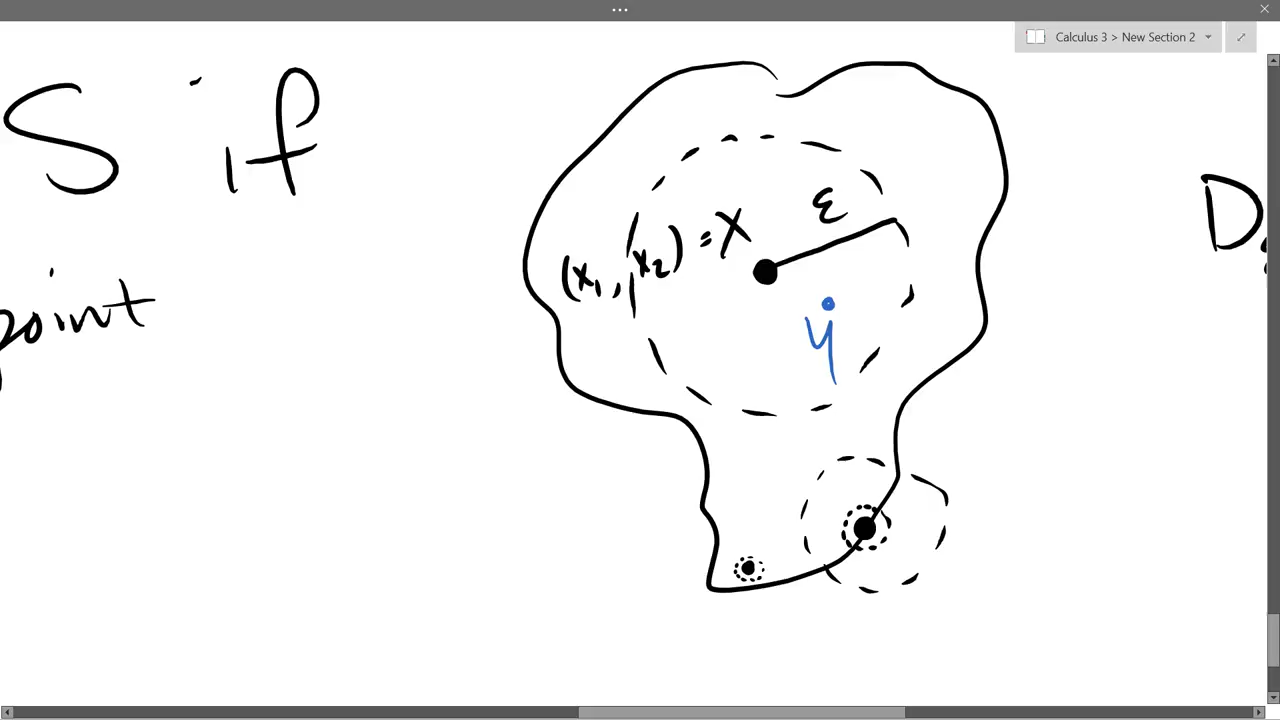 Calculus 3 > New Section 2
S if
point
ε
(x₁, x₂) = X
y
D